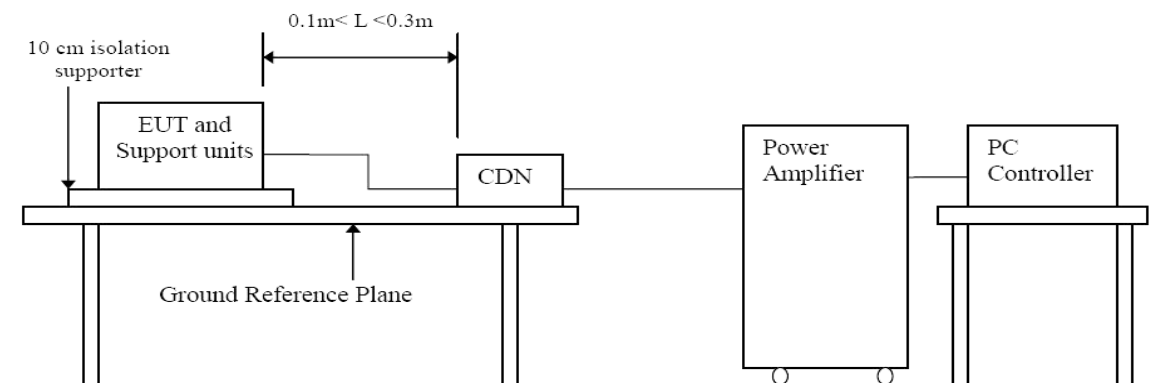 0.1m< L <0.3m
10 cm isolation
supporter
EUT and
Support units
CDN
Power
Amplifier
PC
Controller
Ground Reference Plane